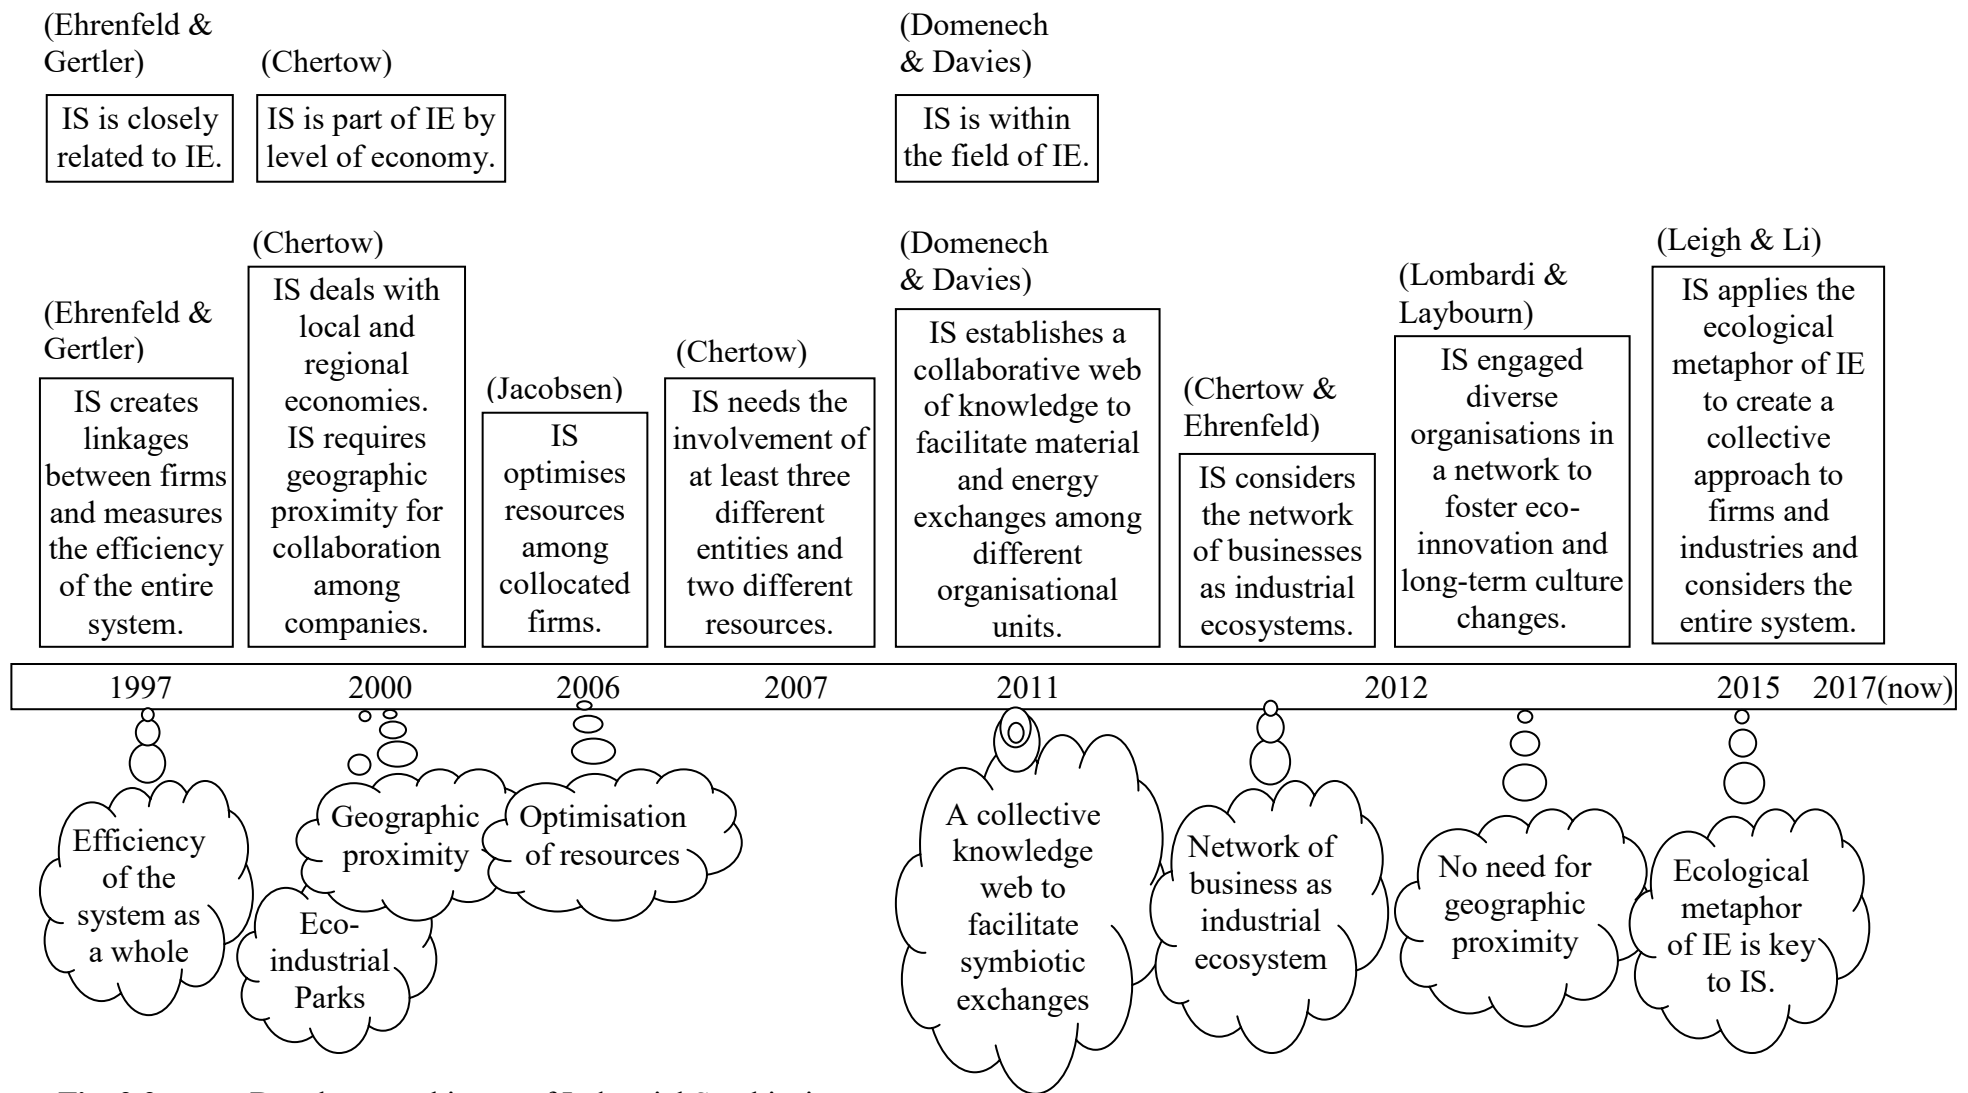 (Ehrenfeld &
Gertler)
(Chertow)
(Domenech
& Davies)
IS is closely
related to IE.
IS is part of IE by
level of economy.
IS is within
the field of IE.
(Ehrenfeld &
Gertler)
IS creates
linkages
between firms
and measures
the efficiency
of the entire
system.
(Chertow)
IS deals with
local and
regional
economies.
IS requires
geographic
proximity for
collaboration
among
companies.
(Jacobsen)
IS
optimises
resources
among
collocated
firms.
(Chertow)
IS needs the
involvement of
at least three
different
entities and
two different
resources.
(Domenech
& Davies)
IS establishes a
collaborative web
of knowledge to
facilitate material
and energy
exchanges among
different
organisational
units.
(Chertow &
Ehrenfeld)
IS considers
the network
of businesses
as industrial
ecosystems.
(Lombardi &
Laybourn)
IS engaged
diverse
organisations in
a network to
foster eco-
innovation and
long-term culture
changes.
(Leigh & Li)
IS applies the
ecological
metaphor of IE
to create a
collective
approach to
firms and
industries and
considers the
entire system.
1997 2000 2006 2007 2011 2012 2015 2017(now)
Efficiency
of the
system as
a whole
Eco-
industrial
Parks
Geographic
proximity
Optimisation
of resources
A collective
knowledge
web to
facilitate
symbiotic
exchanges
Network of
business as
industrial
ecosystem
No need for
geographic
proximity
Ecological
metaphor
of IE is key
to IS.